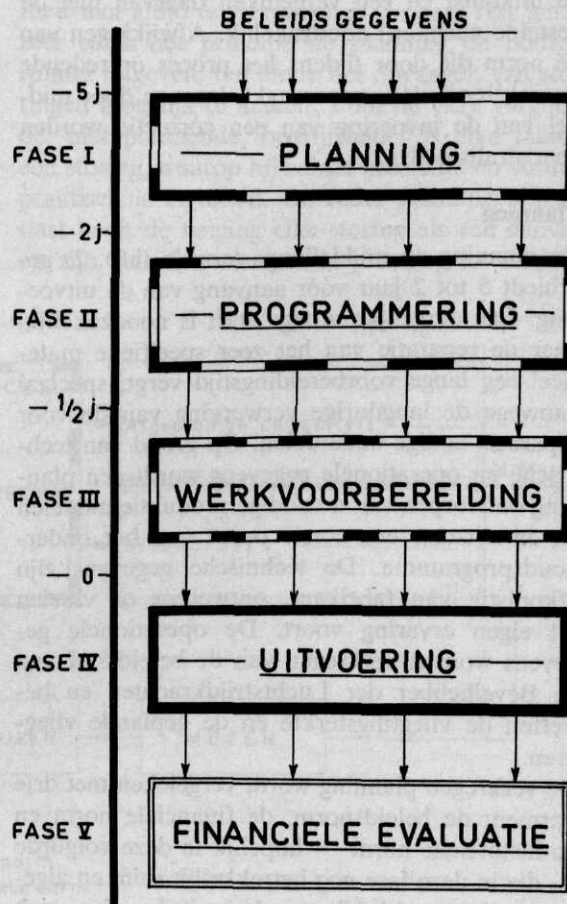 BELEIDSGEGEVENS
-5j-
FASE I
PLANNING
-2j-
FASE II
PROGRAMMERING
-1/2 j-
FASE III
WERKVOORBEREIDING
-0-
FASE IV
UITVOERING
FASE V
FINANCIELE EVALUATIE